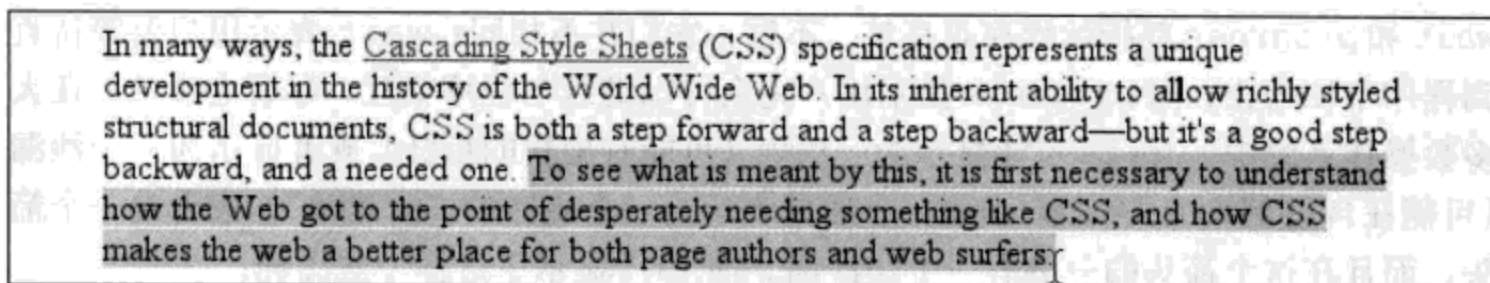 In many ways, the Cascading Style Sheets (CSS) specification represents a unique
development in the history of the World Wide Web. In its inherent ability to allow richly styled
structural documents, CSS is both a step forward and a step backward—but it's a good step
backward, and a needed one. To see what is meant by this, it is first necessary to understand
how the Web got to the point of desperately needing something like CSS, and how CSS
makes the web a better place for both page authors and web surfers.